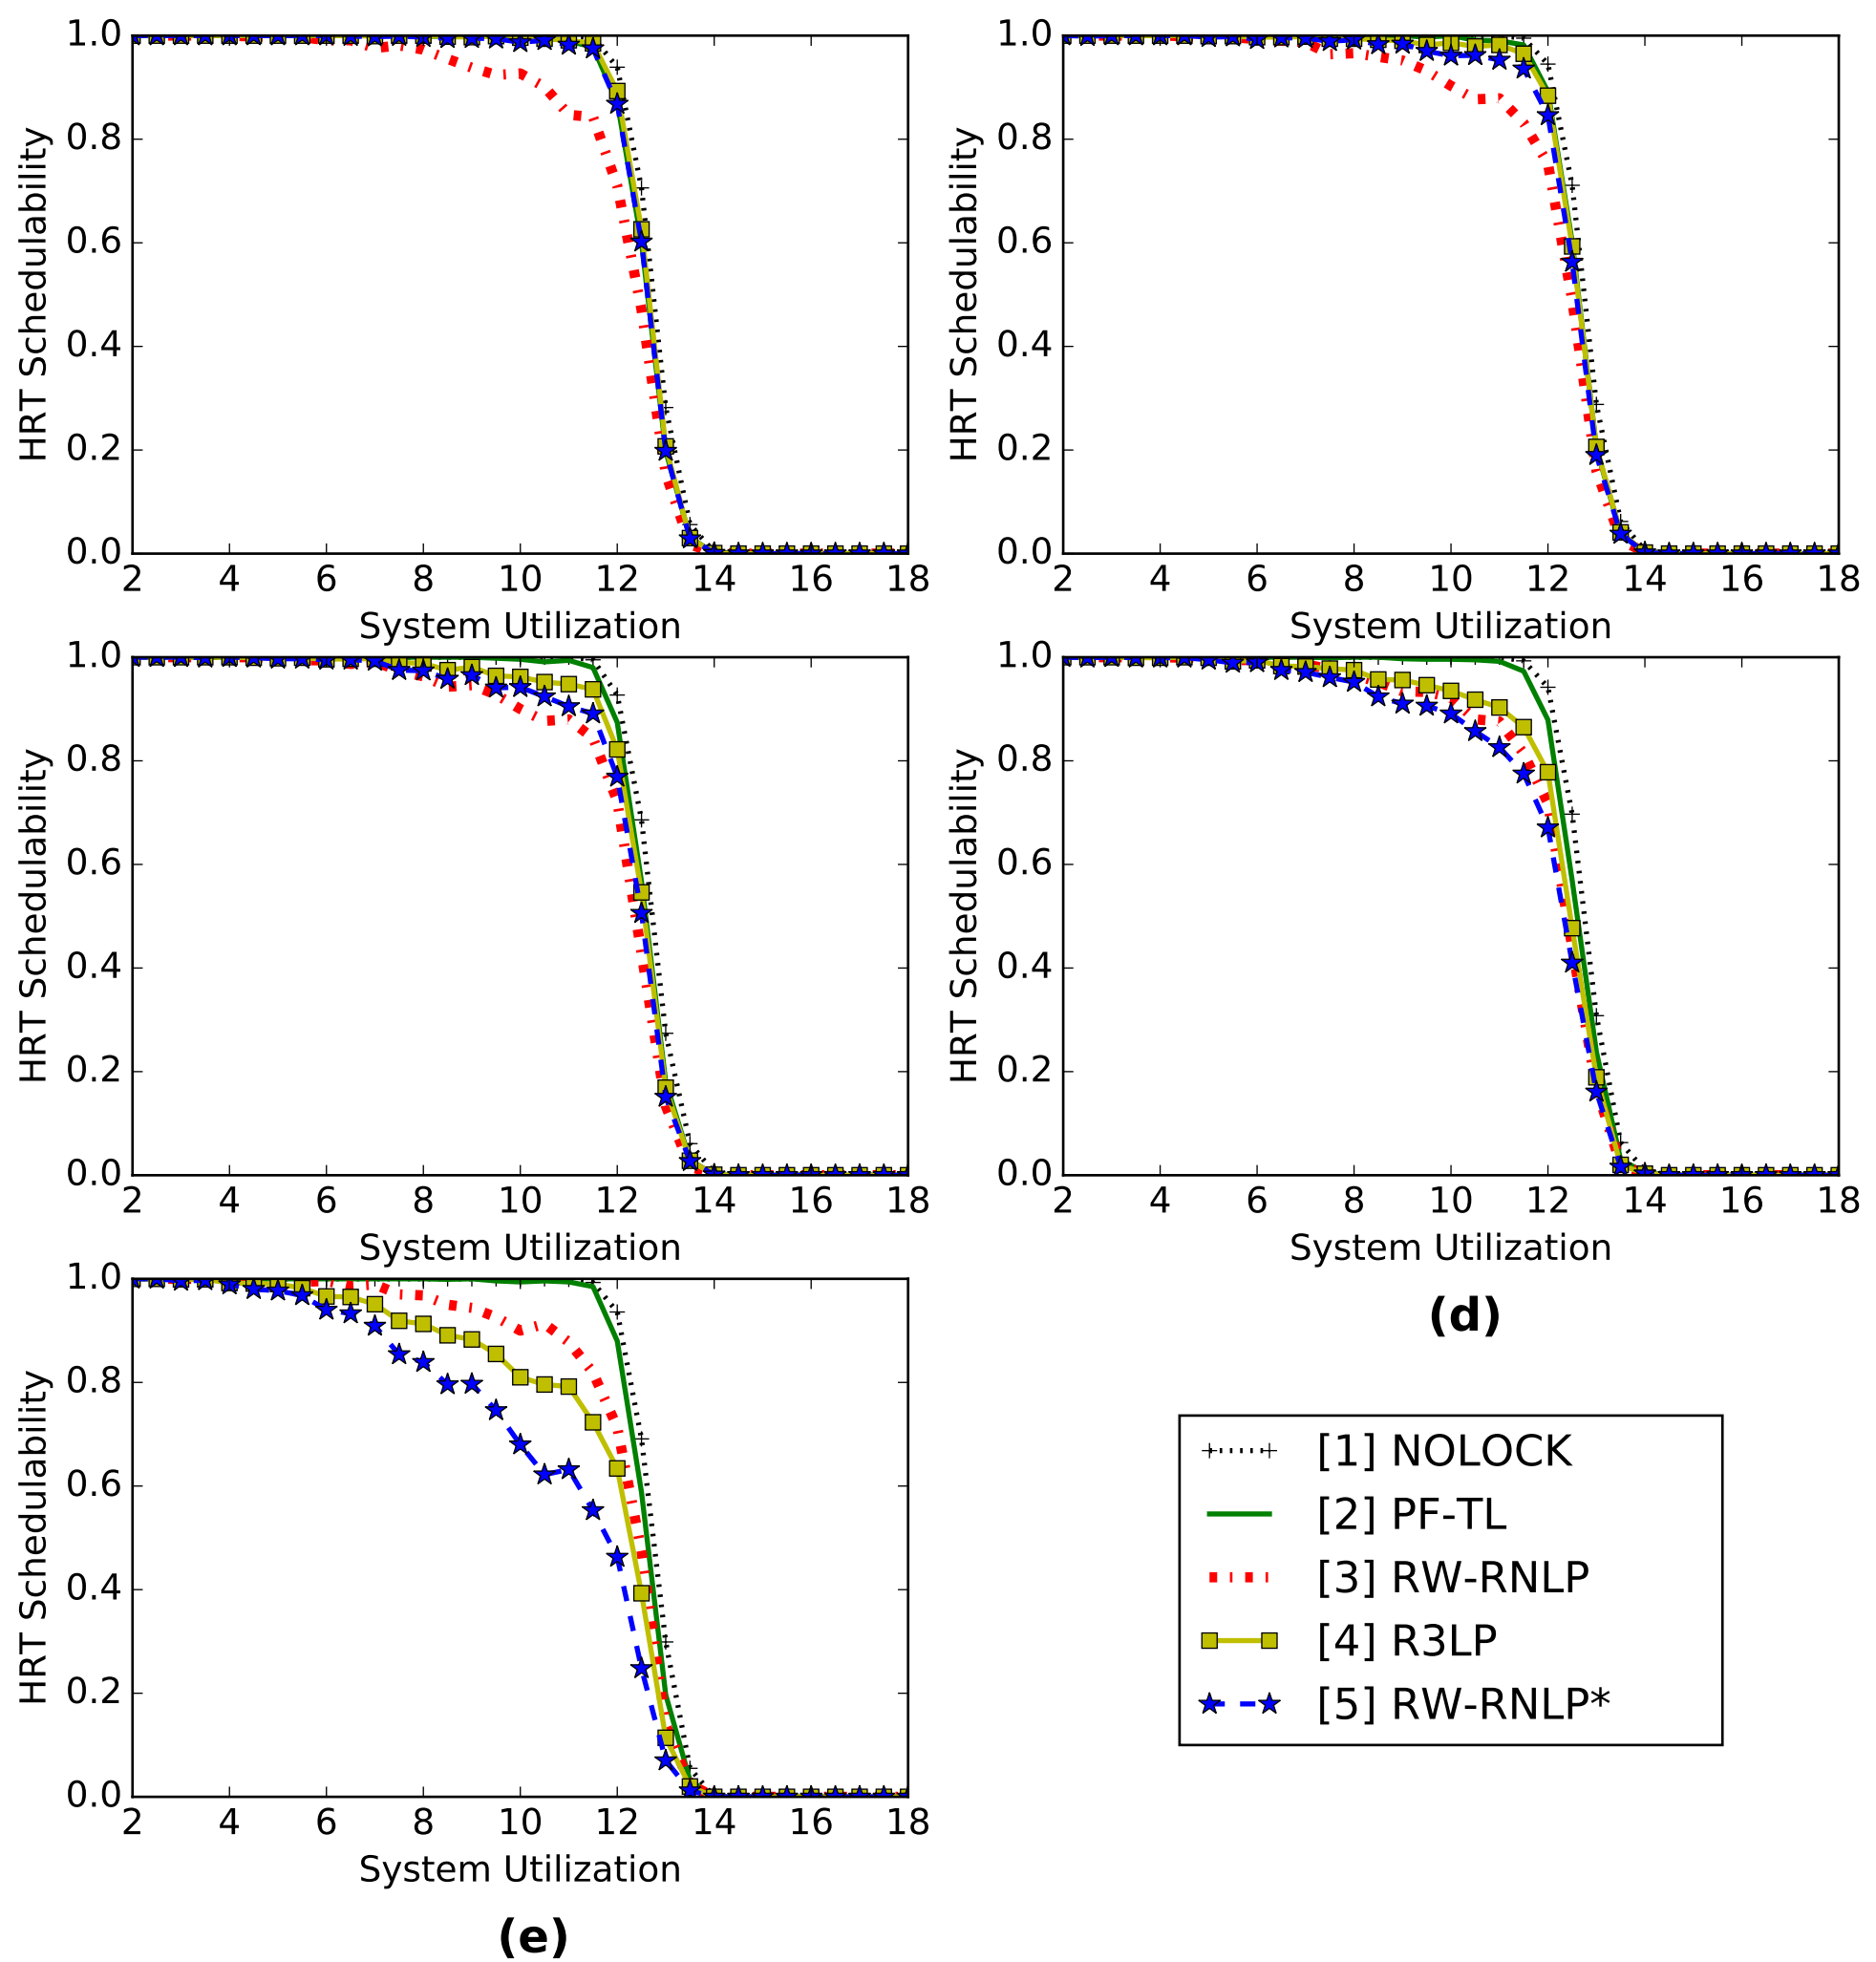 1.0
0.8
0.6
0.4
0.2
0.0
HRT Schedulability
2 4 6 8 10 12 14 16 18
System Utilization
1.0
0.8
0.6
0.4
0.2
0.0
HRT Schedulability
2 4 6 8 10 12 14 16 18
System Utilization
1.0
0.8
0.6
0.4
0.2
0.0
HRT Schedulability
2 4 6 8 10 12 14 16 18
System Utilization
1.0
0.8
0.6
0.4
0.2
0.0
HRT Schedulability
2 4 6 8 10 12 14 16 18
System Utilization
(d)
1.0
0.8
0.6
0.4
0.2
0.0
HRT Schedulability
2 4 6 8 10 12 14 16 18
System Utilization
(e)
[1] NOLOCK
[2] PF-TL
[3] RW-RNLP
[4] R3LP
[5] RW-RNLP*